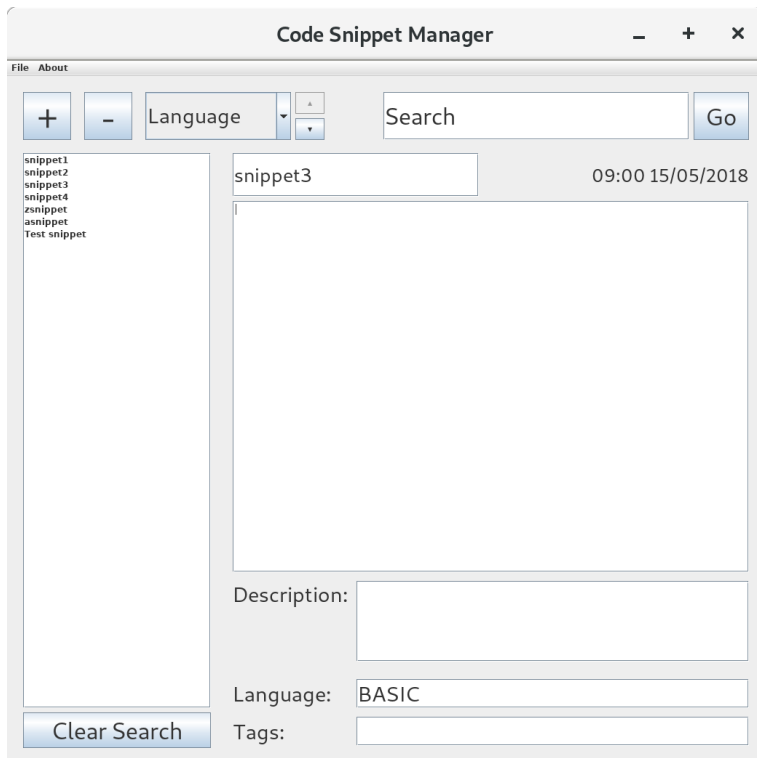 Code Snippet Manager
File About
+ - Language Search Go
snippet1
snippet2
snippet3
snippet4
zsnippet
asnippet
Test snippet
snippet3 09:00 15/05/2018
Description:
Language: BASIC
Tags:
Clear Search